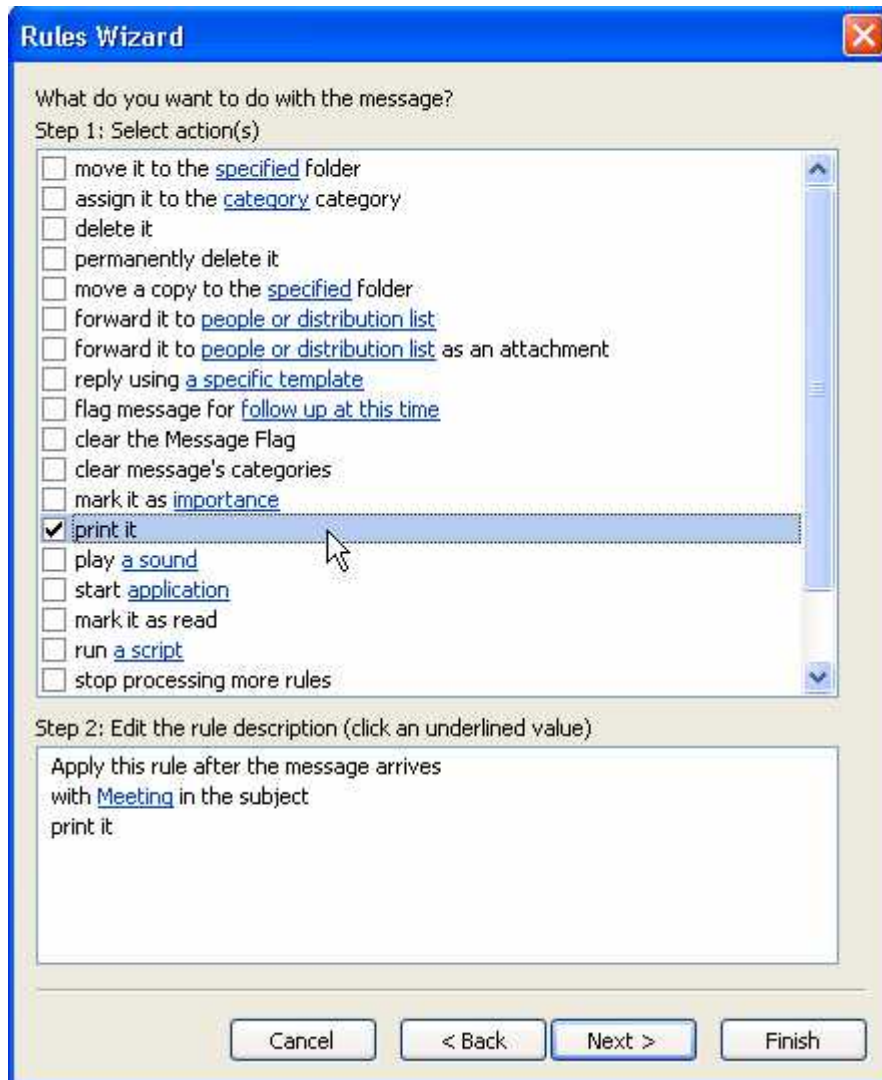 Rules Wizard
What do you want to do with the message?
Step 1: Select action(s)
move it to the specified folder
assign it to the category category
delete it
permanently delete it
move a copy to the specified folder
forward it to people or distribution list
forward it to people or distribution list as an attachment
reply using a specific template
flag message for follow up at this time
clear the Message Flag
clear message's categories
mark it as importance
print it
play a sound
start application
mark it as read
run a script
stop processing more rules
Step 2: Edit the rule description (click an underlined value)
Apply this rule after the message arrives
with Meeting in the subject
print it
Cancel < Back Next > Finish